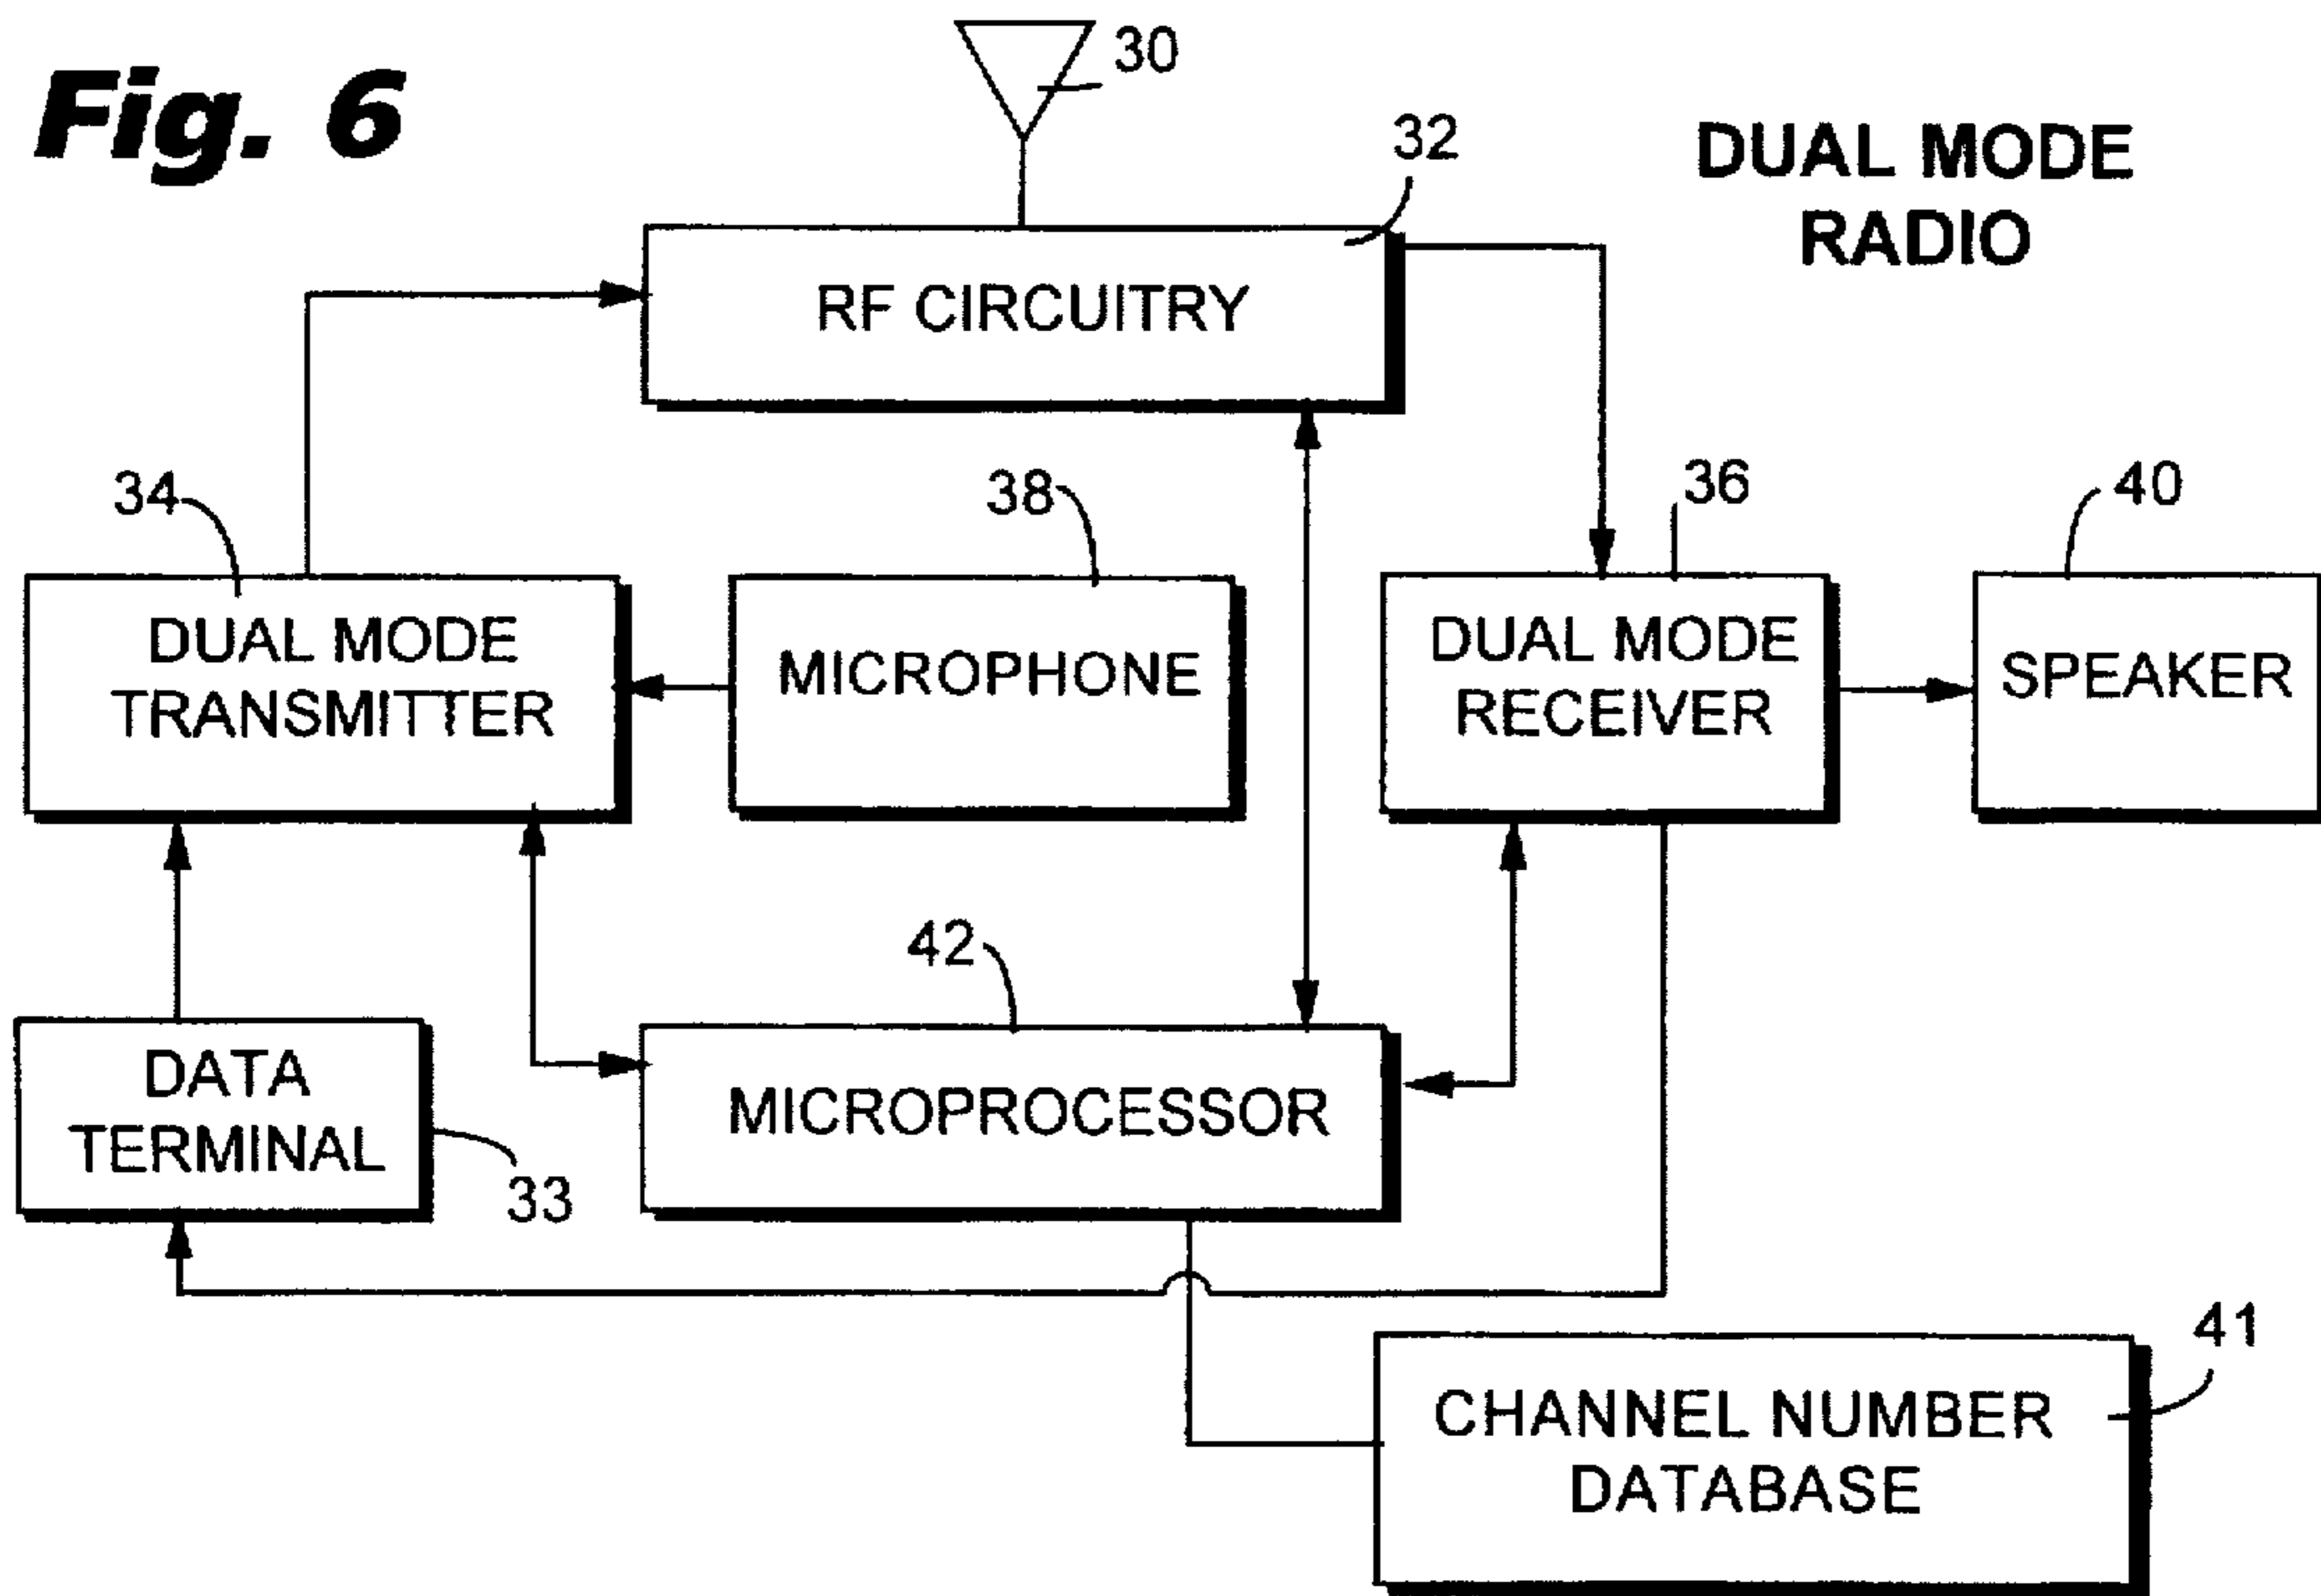 Fig. 6
30
32
DUAL MODE
RADIO
RF CIRCUITRY
34
38
36
40
DUAL MODE
TRANSMITTER
MICROPHONE
DUAL MODE
RECEIVER
SPEAKER
42
DATA
TERMINAL
33
MICROPROCESSOR
41
CHANNEL NUMBER
DATABASE